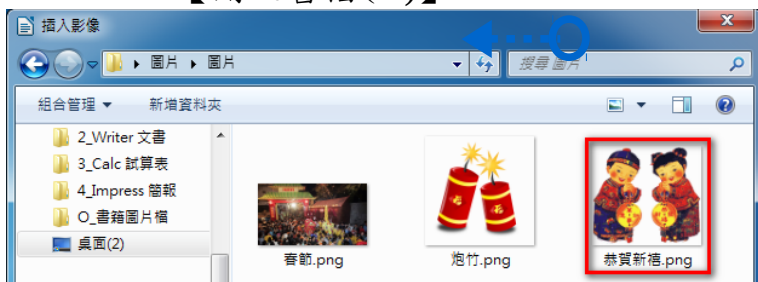 插入影像
圖片 ▸ 圖片
搜尋圖片
組合管理 新增資料夾
2_Writer 文書
3_Calc 試算表
4_Impress 簡報
O_書籍圖片檔
桌面(2)
春節.png 炮竹.png 恭賀新禧.png